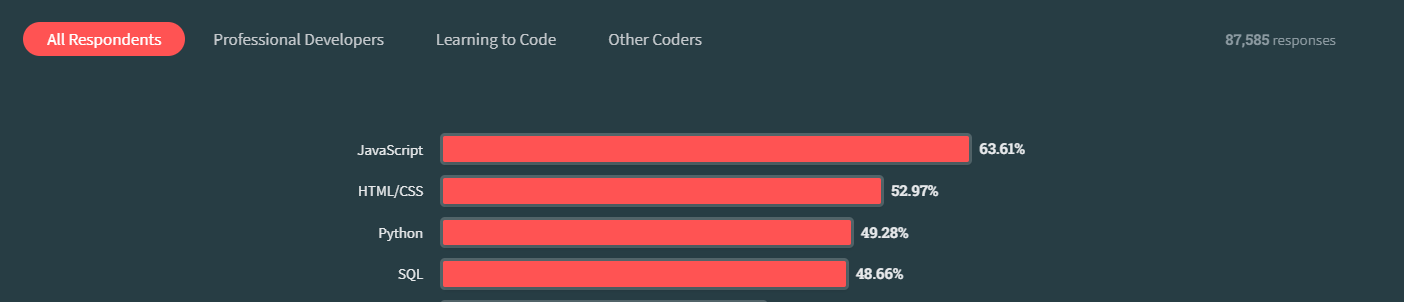 All Respondents Professional Developers Learning to Code Other Coders 87,585 responses
JavaScript 63.61%
HTML/CSS 52.97%
Python 49.28%
SQL 48.66%